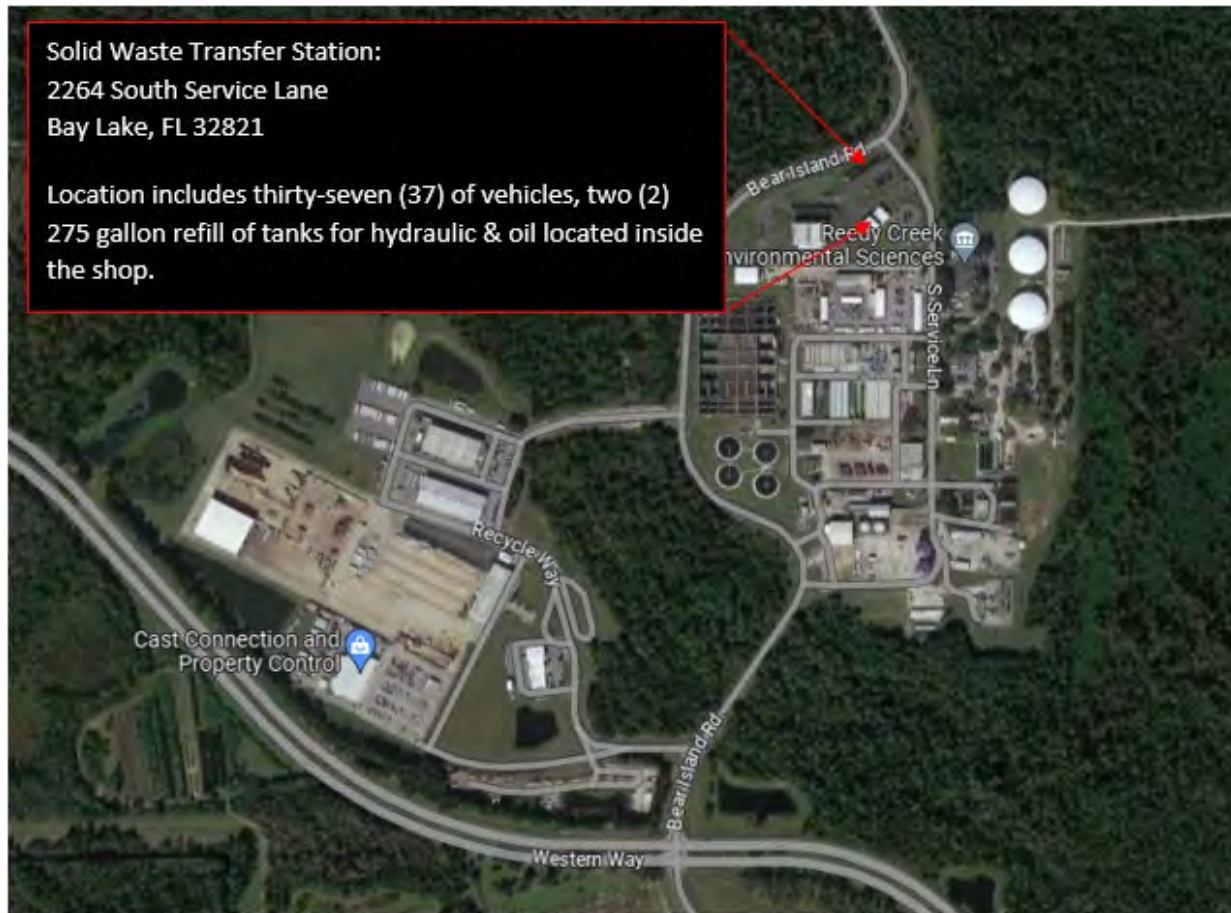 Solid Waste Transfer Station:
2264 South Service Lane
Bay Lake, FL 32821
Location includes thirty-seven (37) of vehicles, two (2)
275 gallon refill of tanks for hydraulic & oil located inside
the shop.
Bear Island Rd
Reedy Creek
nvironmental Sciences
S Service Ln
Recycle Way
Cast Connection and
Property Control
Bear Island Rd
Western Way